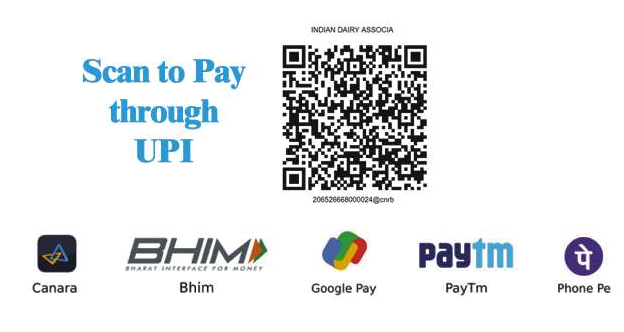 INDIAN DAIRY ASSOCIA
Scan to Pay
through
UPI
206526668000024@cnrb
BHIM
BHARAT INTERFACE FOR MONEY
paytm
पे
Canara
Bhim
Google Pay
PayTm
Phone Pe